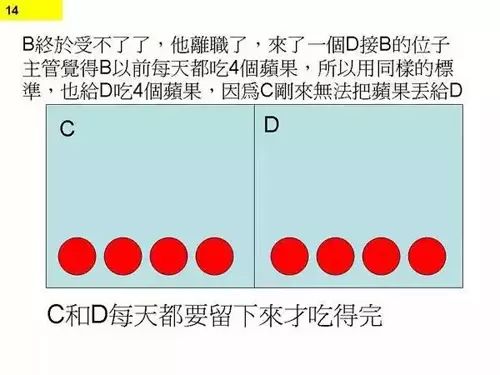 14
B終於受不了了，他離職了，來了一個D接B的位子
主管覺得B以前每天都吃4個蘋果，所以用同樣的標
準，也給D吃4個蘋果，因爲C剛來無法把蘋果丟給D
C
D
C和D每天都要留下來才吃得完